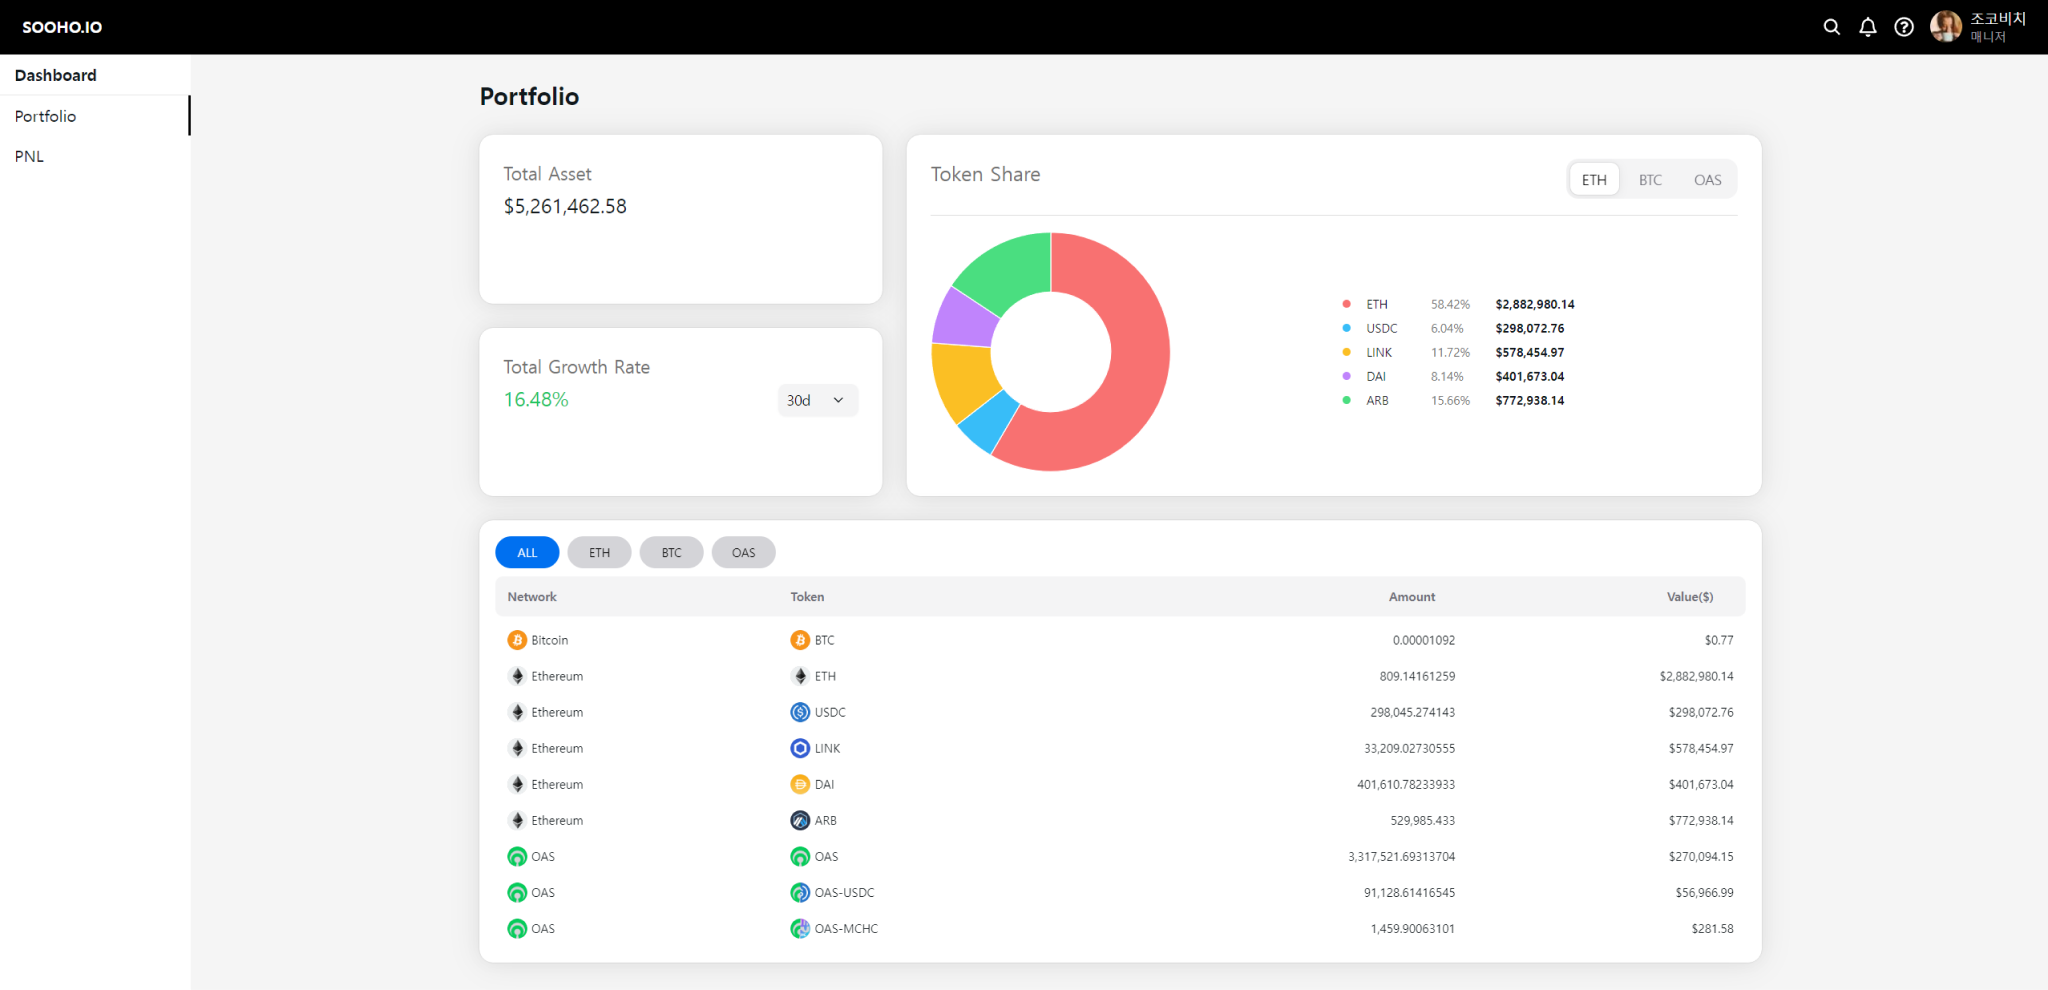 SOOHO.IO
조코비치
매니저
Dashboard
Portfolio
PNL
Portfolio
Total Asset
$5,261,462.58
Total Growth Rate
16.48%
30d
Token Share
ETH BTC OAS
ETH 58.42% $2,882,980.14
USDC 6.04% $298,072.76
LINK 11.72% $578,454.97
DAI 8.14% $401,673.04
ARB 15.66% $772,938.14
ALL ETH BTC OAS
Network Token Amount Value($)
Bitcoin BTC 0.00001092 $0.77
Ethereum ETH 809.14161259 $2,882,980.14
Ethereum USDC 298,045.274143 $298,072.76
Ethereum LINK 33,209.02730555 $578,454.97
Ethereum DAI 401,610.78233933 $401,673.04
Ethereum ARB 529,985.433 $772,938.14
OAS OAS 3,317,521.69313704 $270,094.15
OAS OAS-USDC 91,128.61416545 $56,966.99
OAS OAS-MCHC 1,459.90063101 $281.58